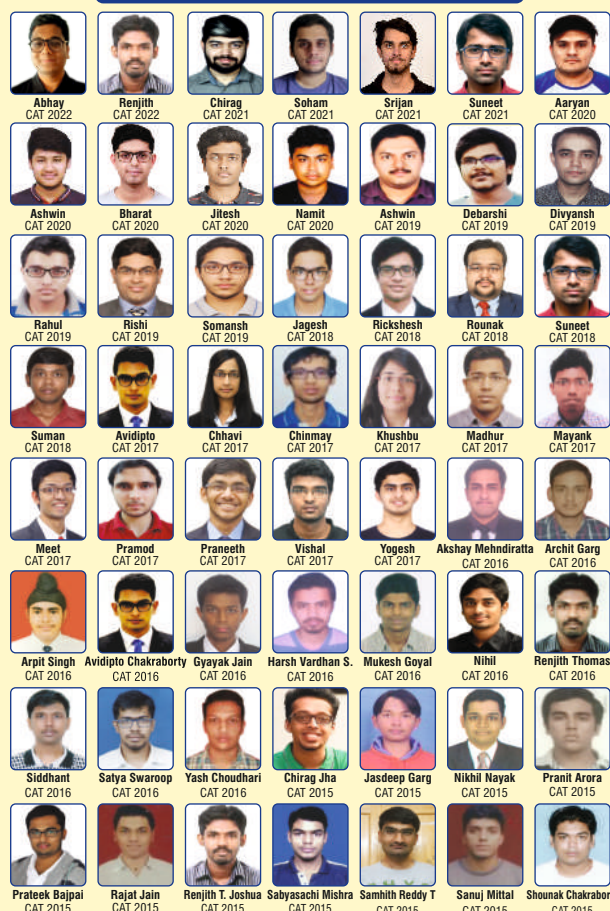 Abhay Renjith Chirag Soham Srijan Suneet Aaryan
CAT 2022 CAT 2022 CAT 2021 CAT 2021 CAT 2021 CAT 2021 CAT 2020
Ashwin Bharat Jitesh Namit Ashwin Debarshi Divyansh
CAT 2020 CAT 2020 CAT 2020 CAT 2020 CAT 2019 CAT 2019 CAT 2019
Rahul Rishi Somansh Jagesh Rickshesh Rounak Suneet
CAT 2019 CAT 2019 CAT 2019 CAT 2018 CAT 2018 CAT 2018 CAT 2018
Suman Avidipto Chhavi Chinmay Khushbu Madhur Mayank
CAT 2018 CAT 2017 CAT 2017 CAT 2017 CAT 2017 CAT 2017 CAT 2017
Meet Pramod Praneeth Vishal Yogesh Akshay Mehndiratta Archit Garg
CAT 2017 CAT 2017 CAT 2017 CAT 2017 CAT 2017 CAT 2016 CAT 2016
Arpit Singh Avidipto Chakraborty Gyayak Jain Harsh Vardhan S. Mukesh Goyal Nihil Renjith Thomas
CAT 2016 CAT 2016 CAT 2016 CAT 2016 CAT 2016 CAT 2016 CAT 2016
Siddhant Satya Swaroop Yash Choudhari Chirag Jha Jasdeep Garg Nikhil Nayak Pranit Arora
CAT 2016 CAT 2016 CAT 2016 CAT 2015 CAT 2015 CAT 2015 CAT 2015
Prateek Bajpai Rajat Jain Renjith T. Joshua Sabyasachi Mishra Samhith Reddy T Sanuj Mittal Shounak Chakrabor
CAT 2015 CAT 2015 CAT 2015 CAT 2015 CAT 2015 CAT 2015 CAT 2015